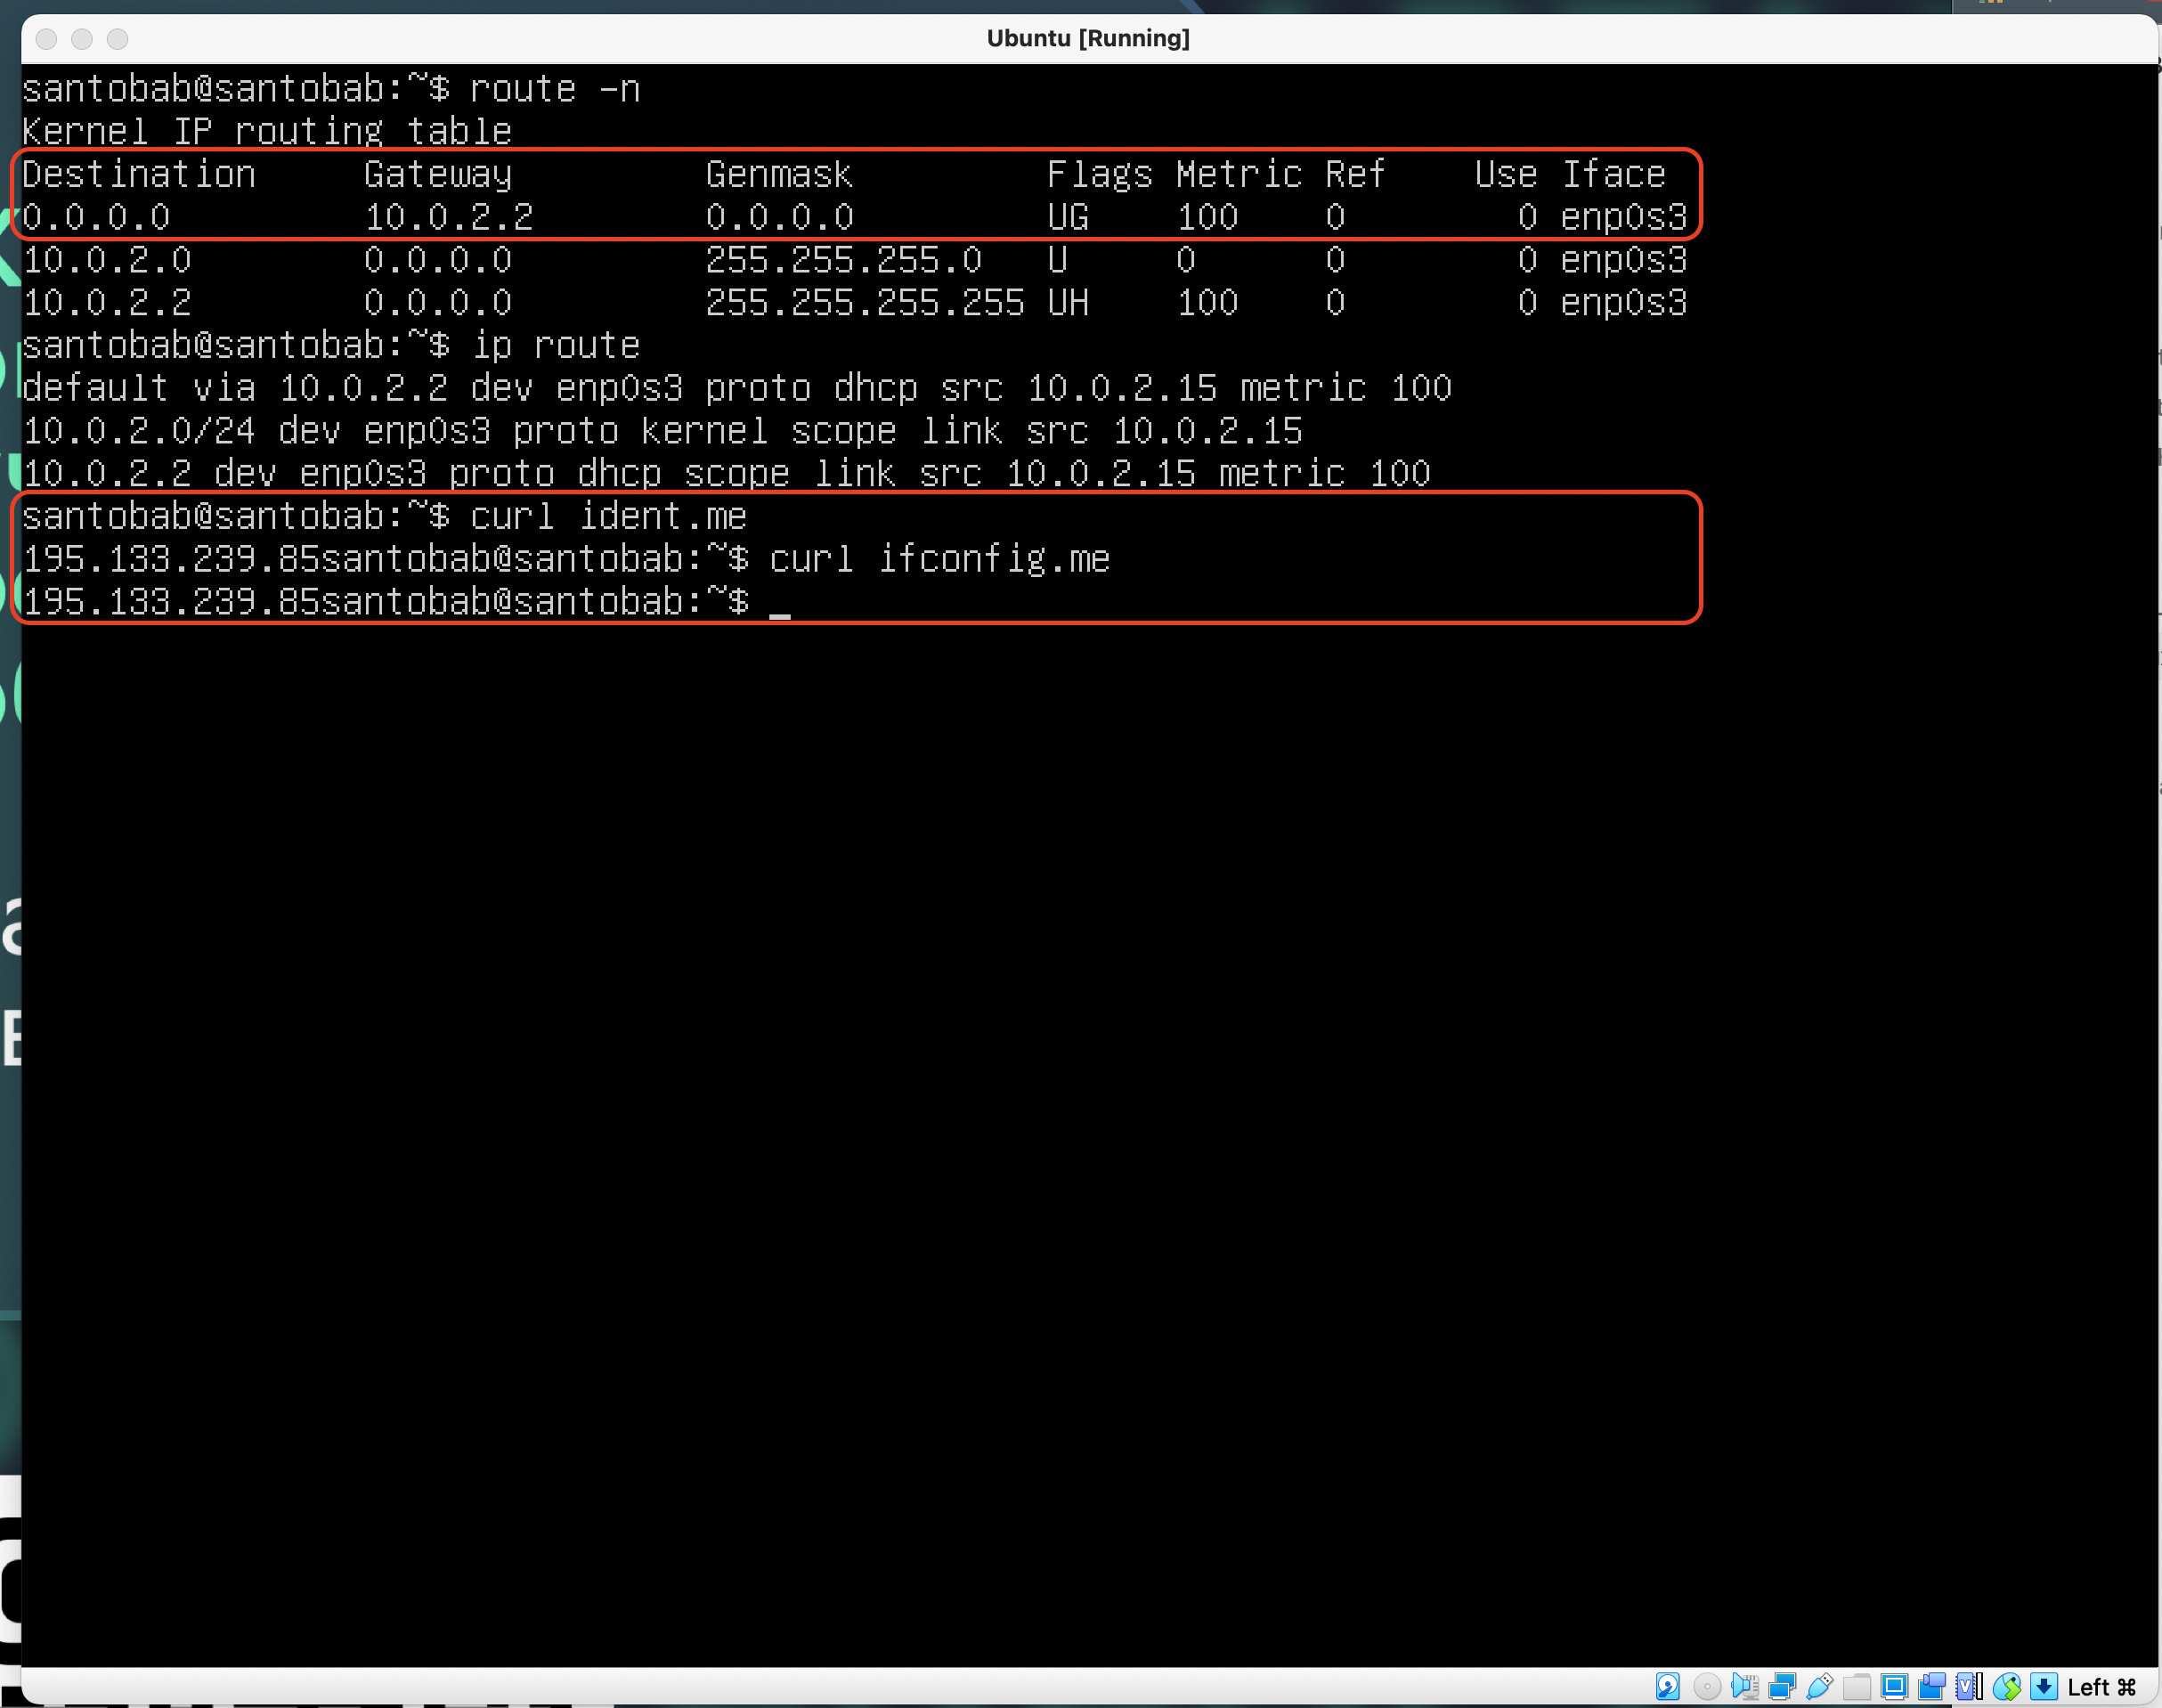 Ubuntu [Running]
santobab@santobab:~$ route -n
Kernel IP routing table
Destination     Gateway         Genmask         Flags Metric Ref    Use Iface
0.0.0.0         10.0.2.2        0.0.0.0         UG    100    0        0 enp0s3
10.0.2.0        0.0.0.0         255.255.255.0   U     0      0        0 enp0s3
10.0.2.2        0.0.0.0         255.255.255.255 UH    100    0        0 enp0s3
santobab@santobab:~$ ip route
default via 10.0.2.2 dev enp0s3 proto dhcp src 10.0.2.15 metric 100
10.0.2.0/24 dev enp0s3 proto kernel scope link src 10.0.2.15
10.0.2.2 dev enp0s3 proto dhcp scope link src 10.0.2.15 metric 100
santobab@santobab:~$ curl ident.me
195.133.239.85santobab@santobab:~$ curl ifconfig.me
195.133.239.85santobab@santobab:~$ _
Left ⌘